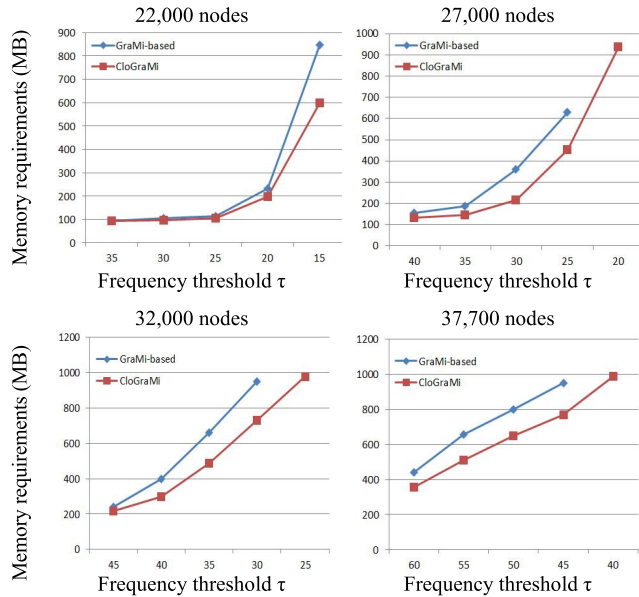 22,000 nodes
Memory requirements (MB)
900
800
700
600
500
400
300
200
100
0
GraMi-based
CloGraMi
35 30 25 20 15
Frequency threshold τ
27,000 nodes
1000
900
800
700
600
500
400
300
200
100
0
GraMi-based
CloGraMi
40 35 30 25 20
Frequency threshold τ
32,000 nodes
Memory requirements (MB)
1200
1000
800
600
400
200
0
GraMi-based
CloGraMi
45 40 35 30 25
Frequency threshold τ
37,700 nodes
1200
1000
800
600
400
200
0
GraMi-based
CloGraMi
60 55 50 45 40
Frequency threshold τ